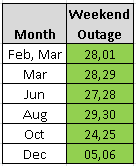 Month Weekend Outage
Feb, Mar 28,01
Mar 28,29
Jun 27,28
Aug 29,30
Oct 24,25
Dec 05,06